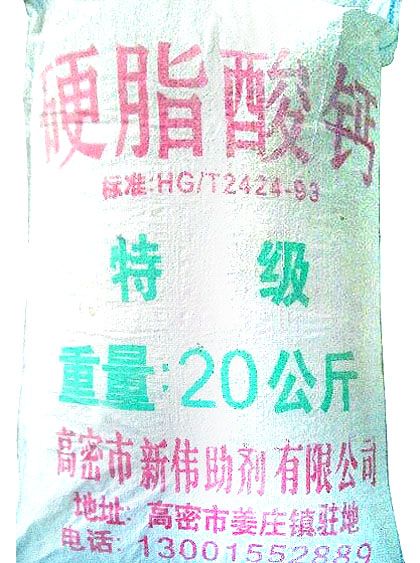 硬脂酸钙
标准:HG/T2424-93
特级
重量:20公斤
高密市新伟助剂有限公司
地址:高密市姜庄镇驻地
电话:13001552889